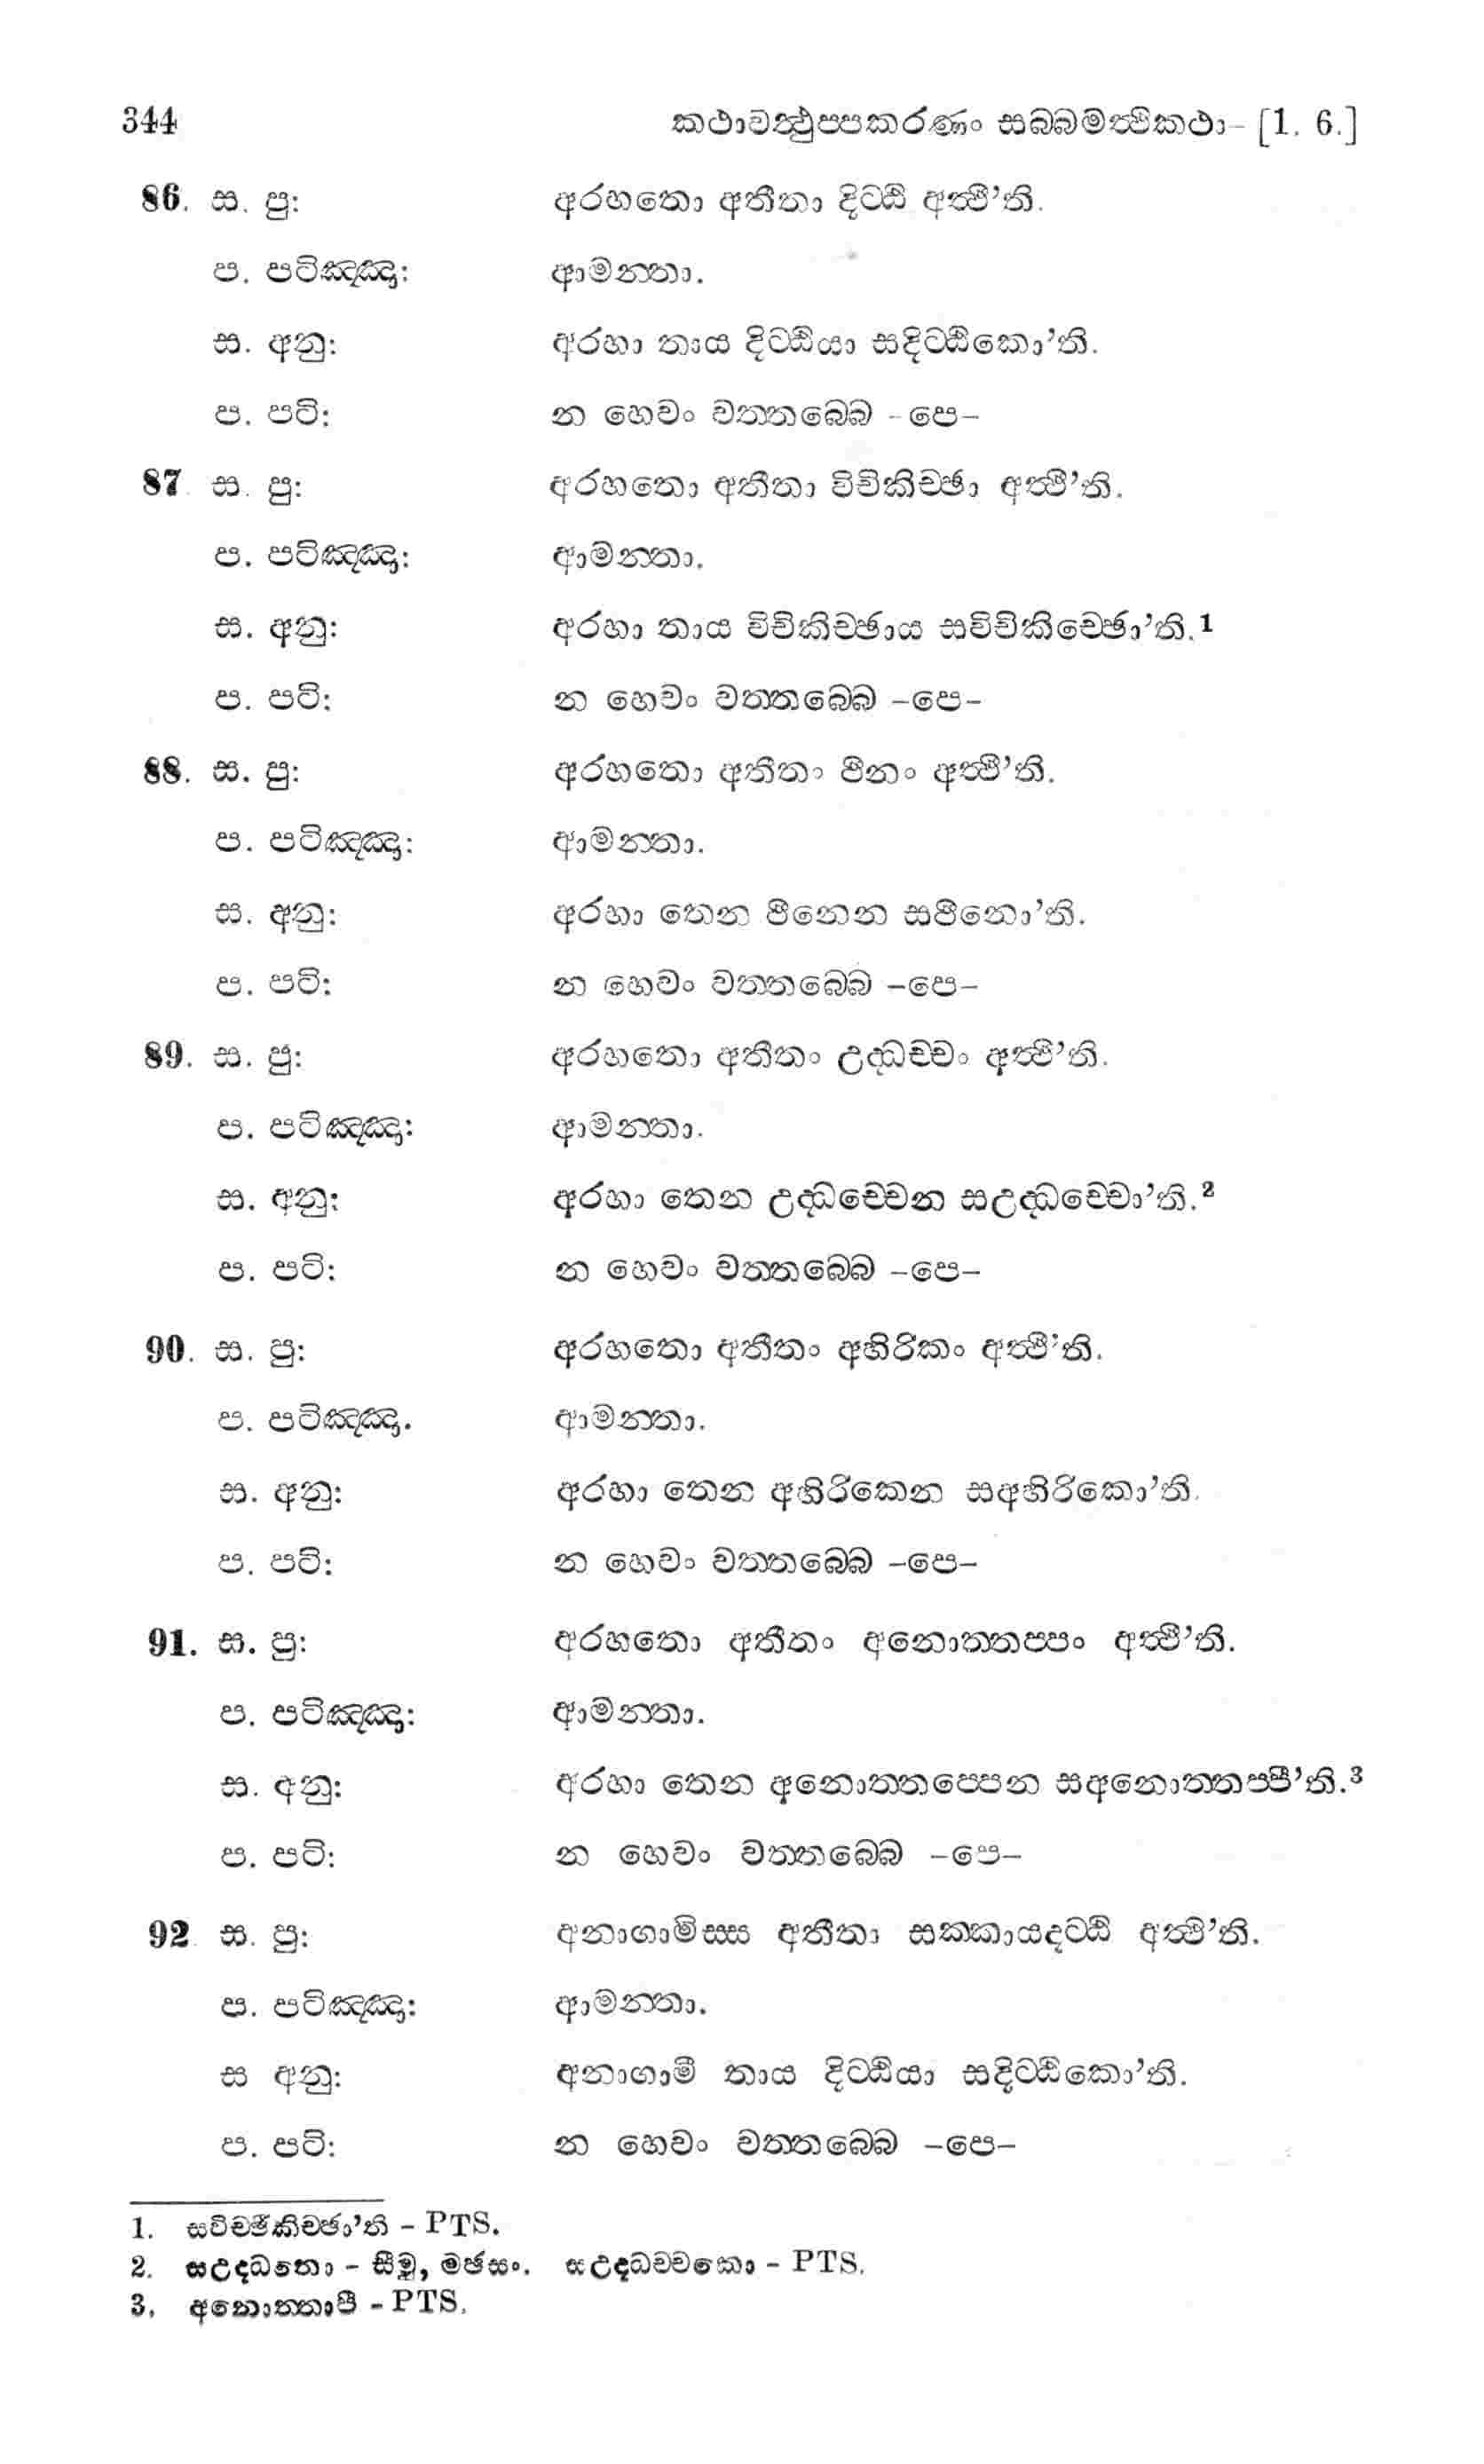 344 කථාවත්‍ථුප්පකරණං සබ්බමත්‍ථිකථා– [1. 6.]
86. ස. පු: අරහතො අතීතා දිට්ඨි අත්‍ථී’ති.
ප. පටිඤ්ඤා: ආමන්තා.
ස. අනු: අරහා තාය දිට්ඨියා සදිට්ඨිකො’ති.
ප. පටි: න හෙවං වත්තබ්බෙ -පෙ–
87. ස. පු: අරහතො අතීතා විචිකිච්ඡා අත්‍ථී’ති.
ප. පටිඤ්ඤා: ආමන්තා.
ස. අනු: අරහා තාය විචිකිච්ඡාය සවිචිකිච්ඡො’ති.1
ප. පටි: න හෙවං වත්තබ්බෙ –පෙ–
88. ස. පු: අරහතො අතීතං ථීනං අත්‍ථී’ති.
ප. පටිඤ්ඤා: ආමන්තා.
ස. අනු: අරහා තෙන ථීනෙන සථීනො’ති.
ප. පටි: න හෙවං වත්තබ්බෙ –පෙ–
89. ස. පු: අරහතො අතීතං උද්ධච්චං අත්‍ථී’ති.
ප. පටිඤ්ඤා: ආමන්තා.
ස. අනු: අරහා තෙන උද්ධච්චෙන සඋද්ධච්චො’ති.2
ප. පටි: න හෙවං වත්තබ්බෙ –පෙ–
90. ස. පු: අරහතො අතීතං අහිරිකං අත්‍ථී’ති.
ප. පටිඤ්ඤා. ආමන්තා.
ස. අනු: අරහා තෙන අහිරිකෙන සඅහිරිකො’ති.
ප. පටි: න හෙවං වත්තබ්බෙ –පෙ–
91. ස. පු: අරහතො අතීතං අනොත්තප්පං අත්‍ථී’ති.
ප. පටිඤ්ඤා: ආමන්තා.
ස. අනු: අරහා තෙන අනොත්තප්පෙන සඅනොත්තප්පී’ති.3
ප. පටි: න හෙවං වත්තබ්බෙ –පෙ–
92 ස. පු: අනාගාමිස්ස අතීතා සක්කායදට්ඨි අත්‍ථී’ති.
ප. පටිඤ්ඤා: ආමන්තා.
ස අනු: අනාගාමී තාය දිට්ඨියා සදිට්ඨිකො’ති.
ප. පටි: න හෙවං වත්තබ්බෙ –පෙ–
1. සවිච්ඡිකිච්ඡා’ති – PTS.
2. සඋද්ධතො – සීමු, මඡසං. සඋද්ධච්චකො – PTS.
3. අනොත්තාපී – PTS.